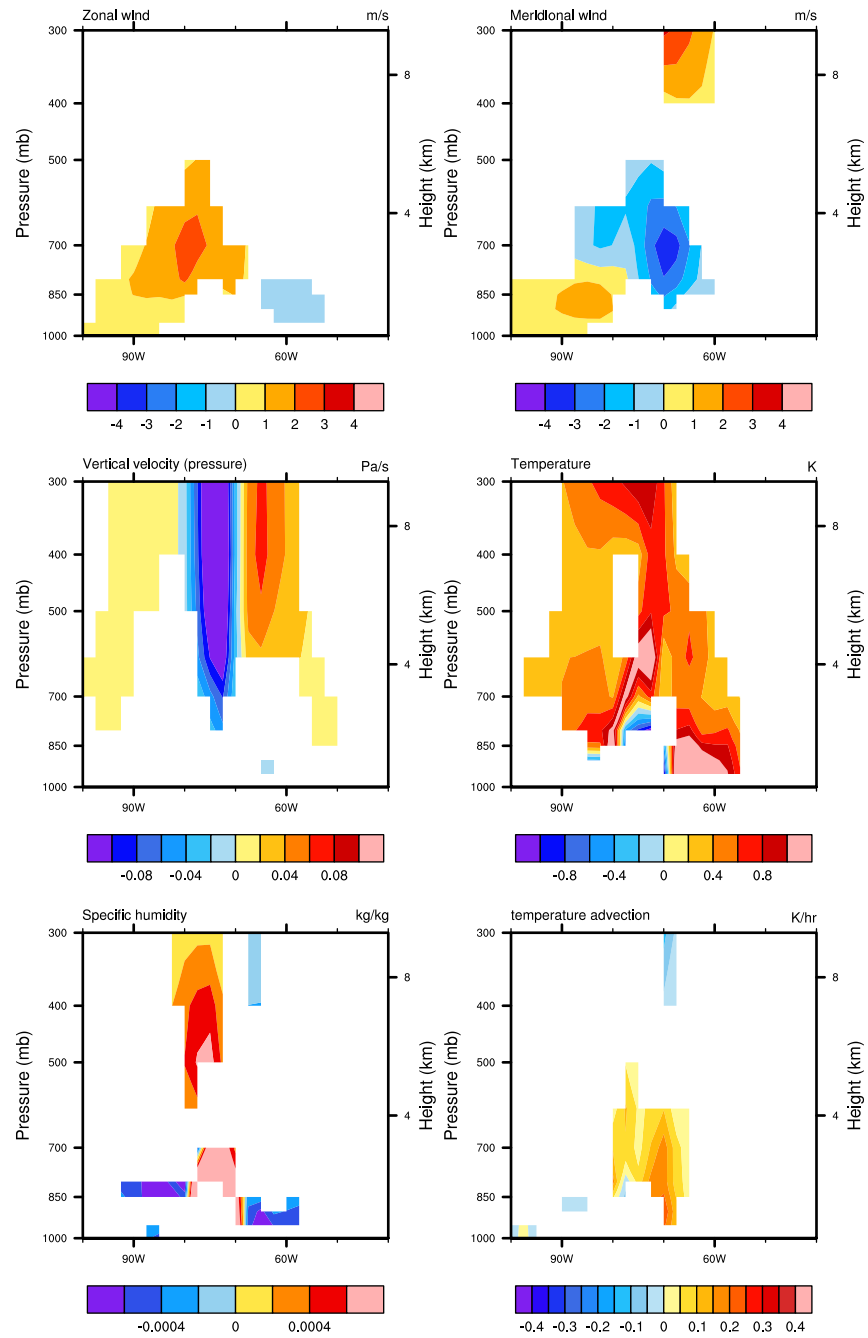 Zonal wind m/s
Pressure (mb)
Height (km)
300
400
500
700
850
1000
8
4
90W 60W
-4 -3 -2 -1 0 1 2 3 4
Meridional wind m/s
Pressure (mb)
Height (km)
300
400
500
700
850
1000
8
4
90W 60W
-4 -3 -2 -1 0 1 2 3 4
Vertical velocity (pressure) Pa/s
Pressure (mb)
Height (km)
300
400
500
700
850
1000
8
4
90W 60W
-0.08 -0.04 0 0.04 0.08
Temperature K
Pressure (mb)
Height (km)
300
400
500
700
850
1000
8
4
90W 60W
-0.8 -0.4 0 0.4 0.8
Specific humidity kg/kg
Pressure (mb)
Height (km)
300
400
500
700
850
1000
8
4
90W 60W
-0.0004 0 0.0004
temperature advection K/hr
Pressure (mb)
Height (km)
300
400
500
700
850
1000
8
4
90W 60W
-0.4 -0.3 -0.2 -0.1 0 0.1 0.2 0.3 0.4